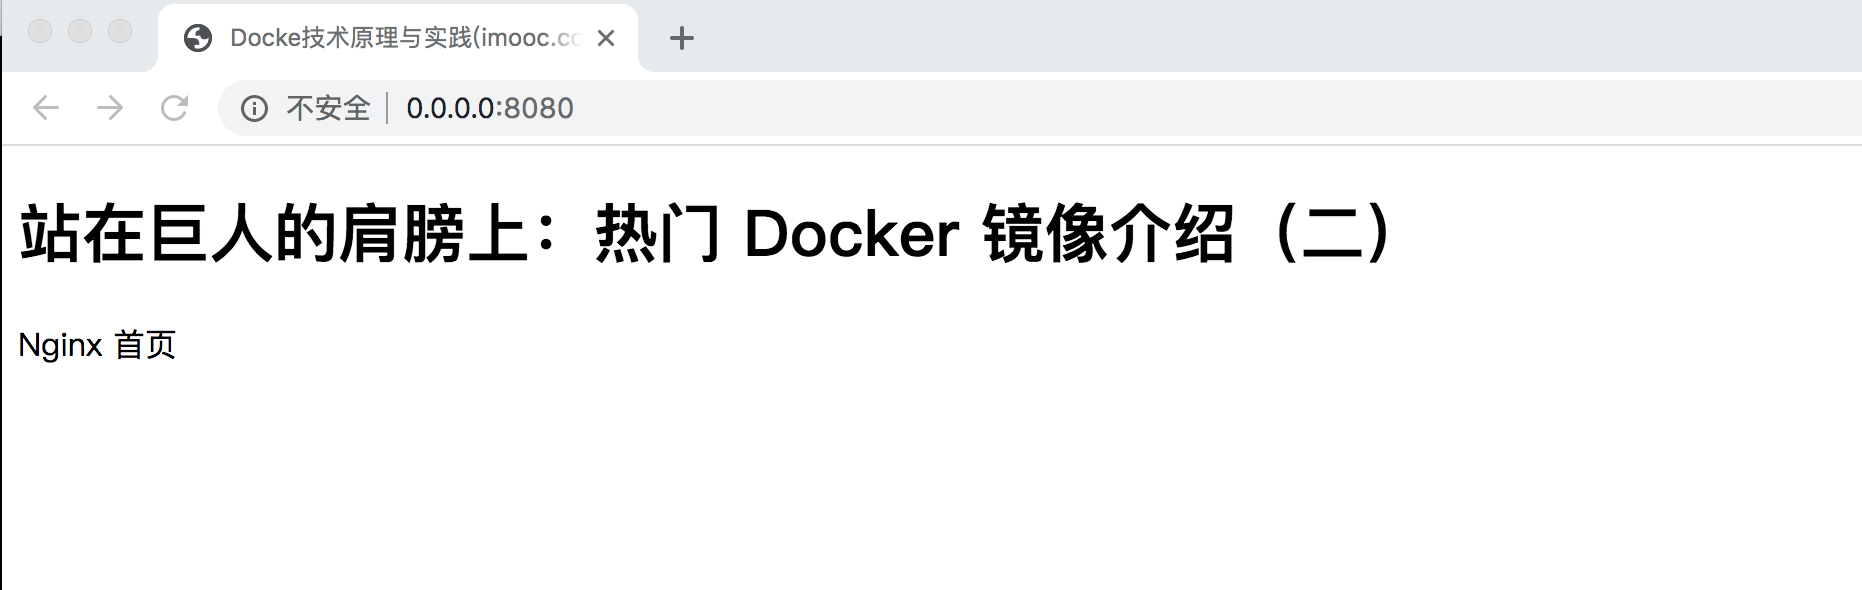 Docke技术原理与实践(imooc.co
不安全 0.0.0.0:8080
站在巨人的肩膀上：热门 Docker 镜像介绍（二）
Nginx 首页